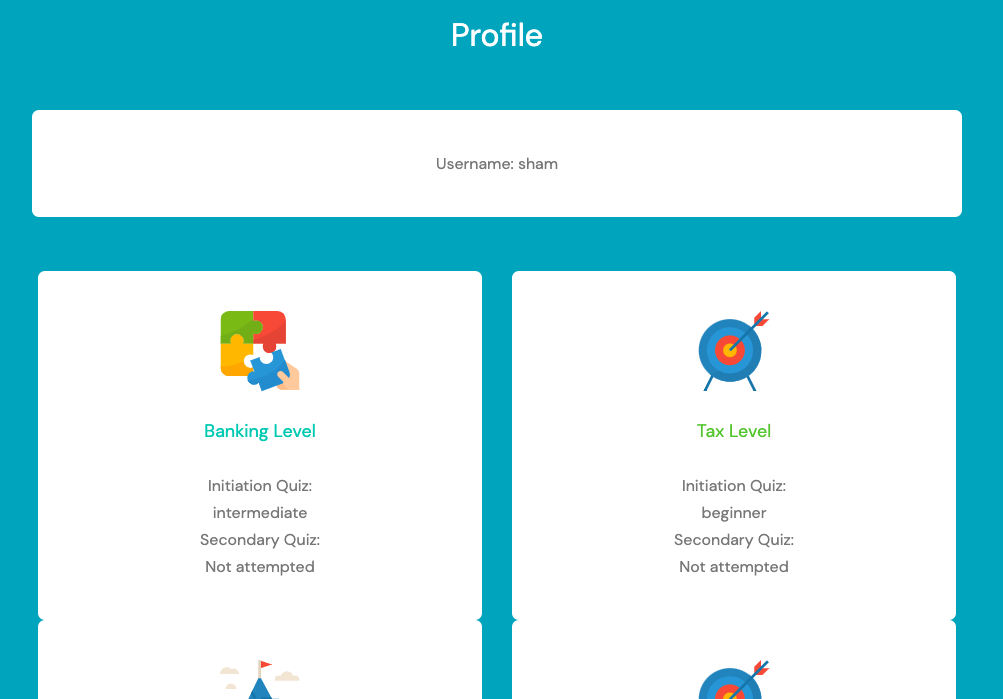 Profile
Username: sham
Banking Level
Initiation Quiz:
intermediate
Secondary Quiz:
Not attempted
Tax Level
Initiation Quiz:
beginner
Secondary Quiz:
Not attempted